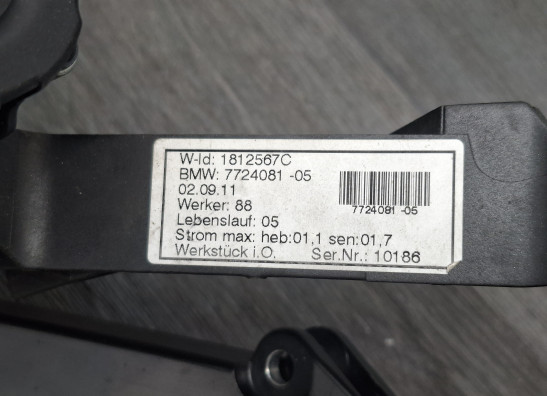 W-Id: 1812567C
BMW: 7724081 -05
02.09.11
Werker: 88
Lebenslauf: 05
Strom max: heb:01,1 sen:01,7
Werkstück i.O. Ser.Nr.: 10186
7724081 -05